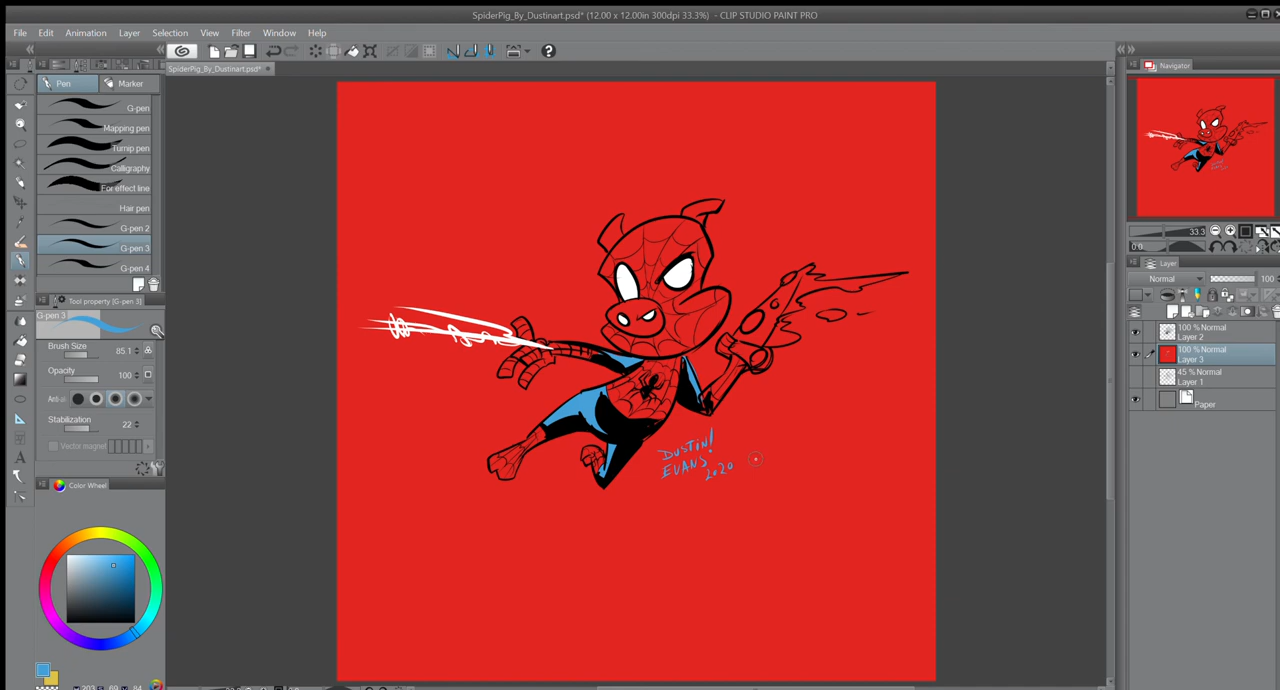 SpiderPig_By_Dustinart.psd* (12.00 x 12.00in 300dpi 33.3%) - CLIP STUDIO PAINT PRO
File Edit Animation Layer Selection View Filter Window Help
SpiderPig_By_Dustinart.psd*
Pen Marker
G-pen
Mapping pen
Turnip pen
Calligraphy
For effect line
Hair pen
G-pen 2
G-pen 3
G-pen 4
Tool property [G-pen 3]
G-pen 3
Brush Size 85.1
Opacity 100
Stabilization 22
Vector magnet
Color Wheel
DUSTIN!
EVANS
2020
Navigator
33.3
0.0
Layer
Normal 100
100 % Normal
Layer 2
100 % Normal
Layer 3
45 % Normal
Layer 1
Paper